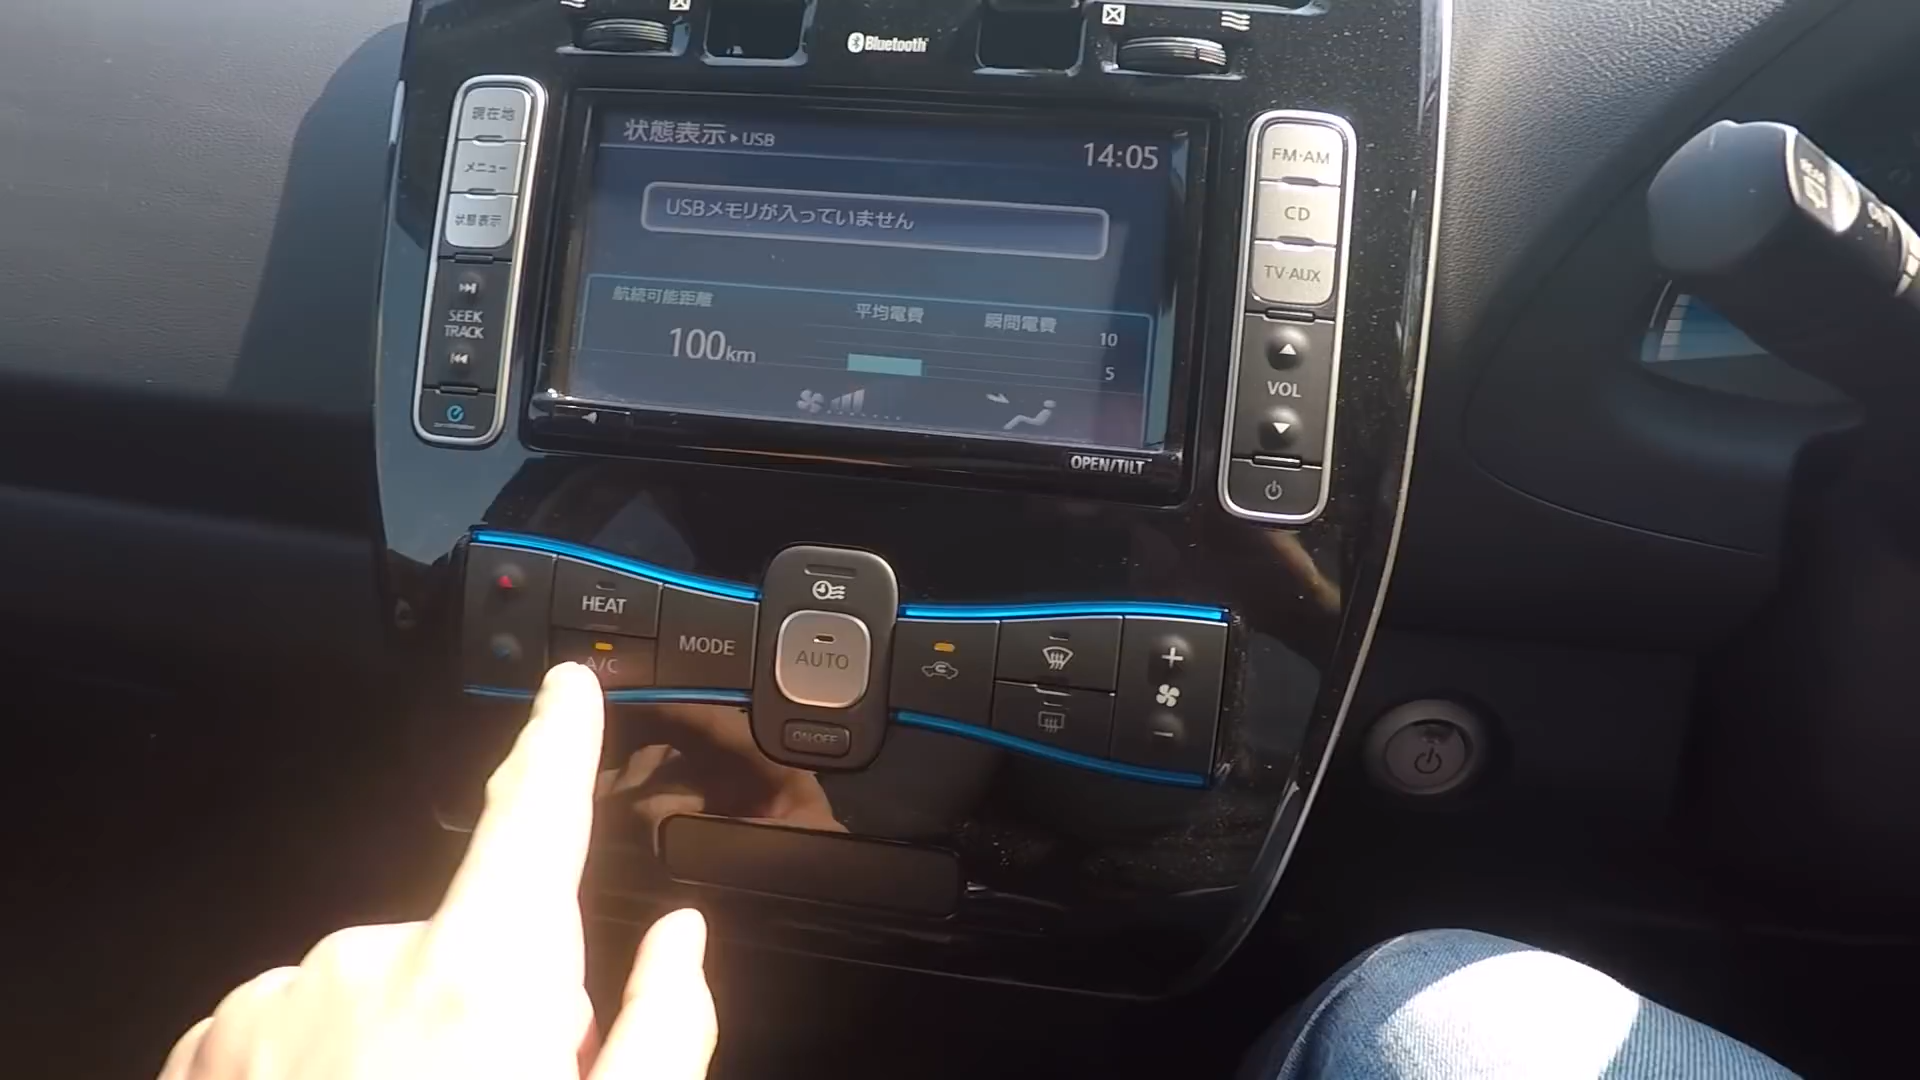 Bluetooth
現在地
メニュー
状態表示
SEEK
TRACK
状態表示▸USB
14:05
USBメモリが入っていません
航続可能距離
100km
平均電費
瞬間電費
10
5
OPEN/TILT
FM·AM
CD
TV·AUX
VOL
HEAT
A/C
MODE
AUTO
ON·OFF